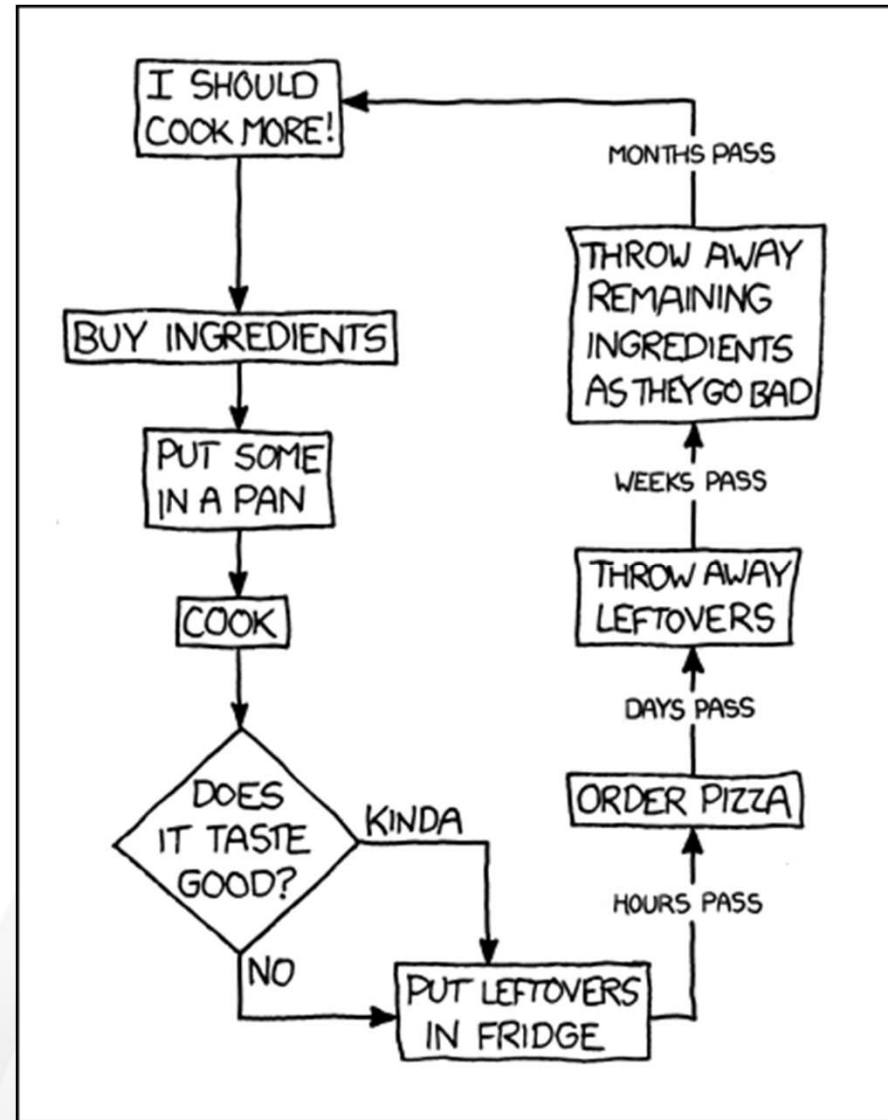 I SHOULD
COOK MORE!
BUY INGREDIENTS
PUT SOME
IN A PAN
COOK
DOES
IT TASTE
GOOD?
KINDA
NO
PUT LEFTOVERS
IN FRIDGE
HOURS PASS
ORDER PIZZA
DAYS PASS
THROW AWAY
LEFTOVERS
WEEKS PASS
THROW AWAY
REMAINING
INGREDIENTS
AS THEY GO BAD
MONTHS PASS